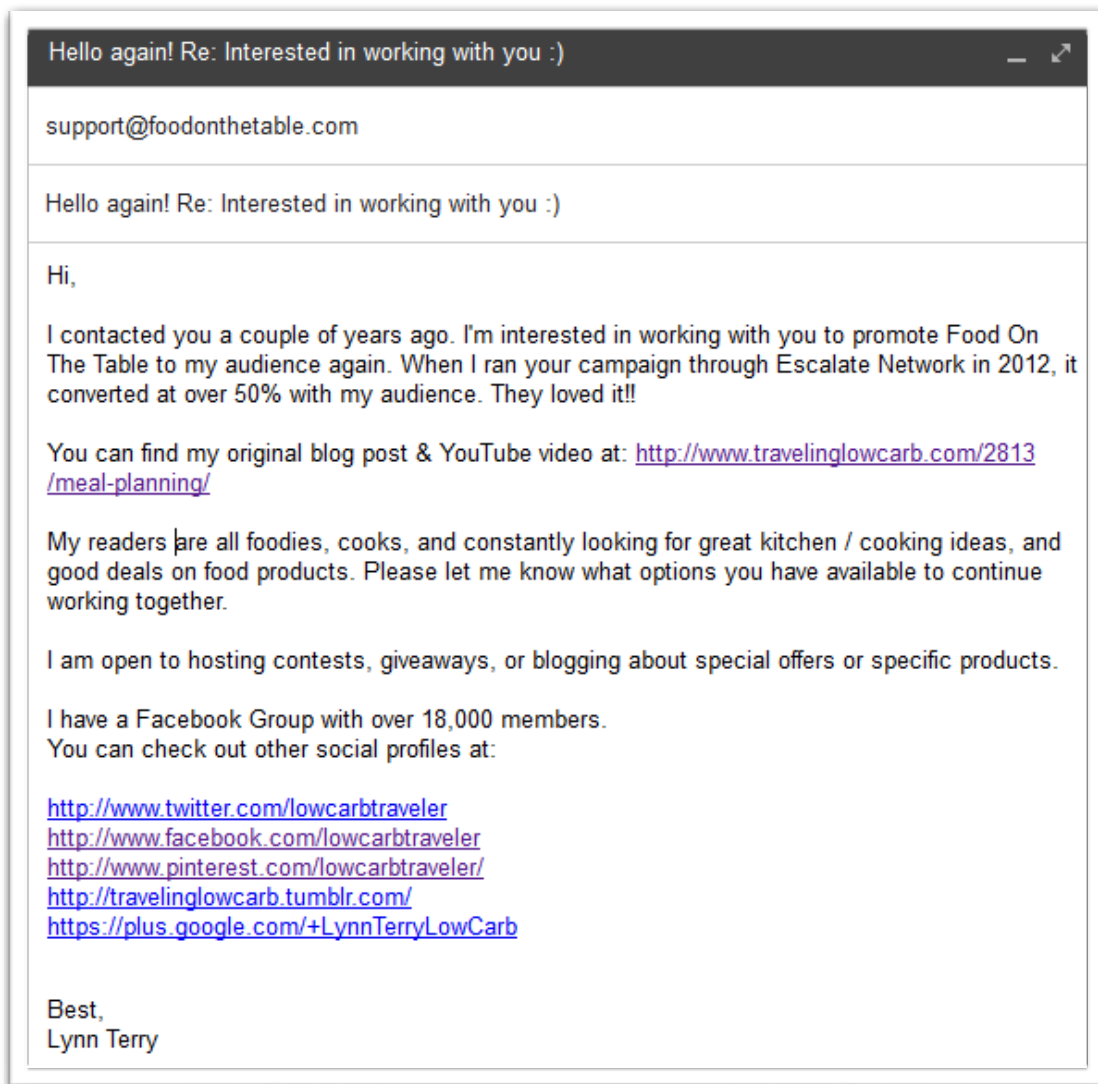 Hello again! Re: Interested in working with you :)
support@foodonthetable.com
Hello again! Re: Interested in working with you :)
Hi,
I contacted you a couple of years ago. I'm interested in working with you to promote Food On
The Table to my audience again. When I ran your campaign through Escalate Network in 2012, it
converted at over 50% with my audience. They loved it!!
You can find my original blog post & YouTube video at: http://www.travelinglowcarb.com/2813
/meal-planning/
My readers are all foodies, cooks, and constantly looking for great kitchen / cooking ideas, and
good deals on food products. Please let me know what options you have available to continue
working together.
I am open to hosting contests, giveaways, or blogging about special offers or specific products.
I have a Facebook Group with over 18,000 members.
You can check out other social profiles at:
http://www.twitter.com/lowcarbtraveler
http://www.facebook.com/lowcarbtraveler
http://www.pinterest.com/lowcarbtraveler/
http://travelinglowcarb.tumblr.com/
https://plus.google.com/+LynnTerryLowCarb
Best,
Lynn Terry